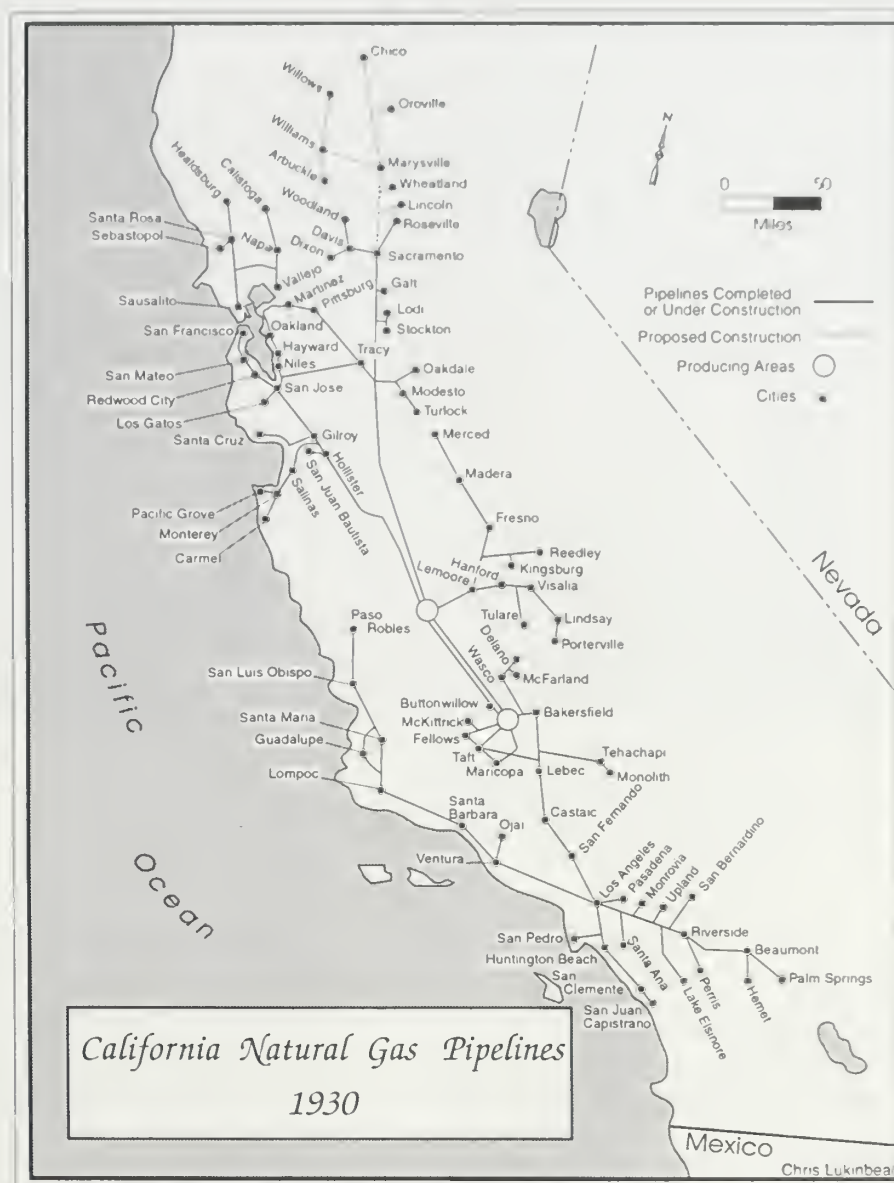 Chico
Willows
Oroville
Williams
Arbuckle
Marysville
Wheatland
Lincoln
Roseville
Healdsburg
Calistoga
Woodland
Davis
Dixon
Sacramento
Santa Rosa
Sebastopol
Napa
Vallejo
Martinez
Pittsburg
Galt
Lodi
Stockton
Sausalito
San Francisco
Oakland
Hayward
Niles
Tracy
Oakdale
Modesto
Turlock
San Mateo
Redwood City
San Jose
Los Gatos
Santa Cruz
Gilroy
Hollister
San Juan Bautista
Salinas
Merced
Madera
Pacific Grove
Monterey
Carmel
Fresno
Reedley
Kingsburg
Hanford
Lemoore
Visalia
Tulare
Lindsay
Porterville
Paso
Robles
Delano
Wasco
McFarland
San Luis Obispo
Buttonwillow
McKittrick
Fellows
Taft
Maricopa
Bakersfield
Santa Maria
Guadalupe
Lompoc
Tehachapi
Monolith
Lebec
Castaic
San Fernando
Santa
Barbara
Ojai
Ventura
Los Angeles
Pasadena
Monrovia
Upland
San Bernardino
Riverside
Beaumont
Palm Springs
Hemet
Perris
Lake Elsinore
Santa Ana
San Pedro
Huntington Beach
San
Clemente
San Juan
Capistrano
N
0 50
Miles
Pipelines Completed
or Under Construction
Proposed Construction
Producing Areas
Cities
Nevada
Pacific
Ocean
California Natural Gas Pipelines
1930
Mexico
Chris Lukinbeal